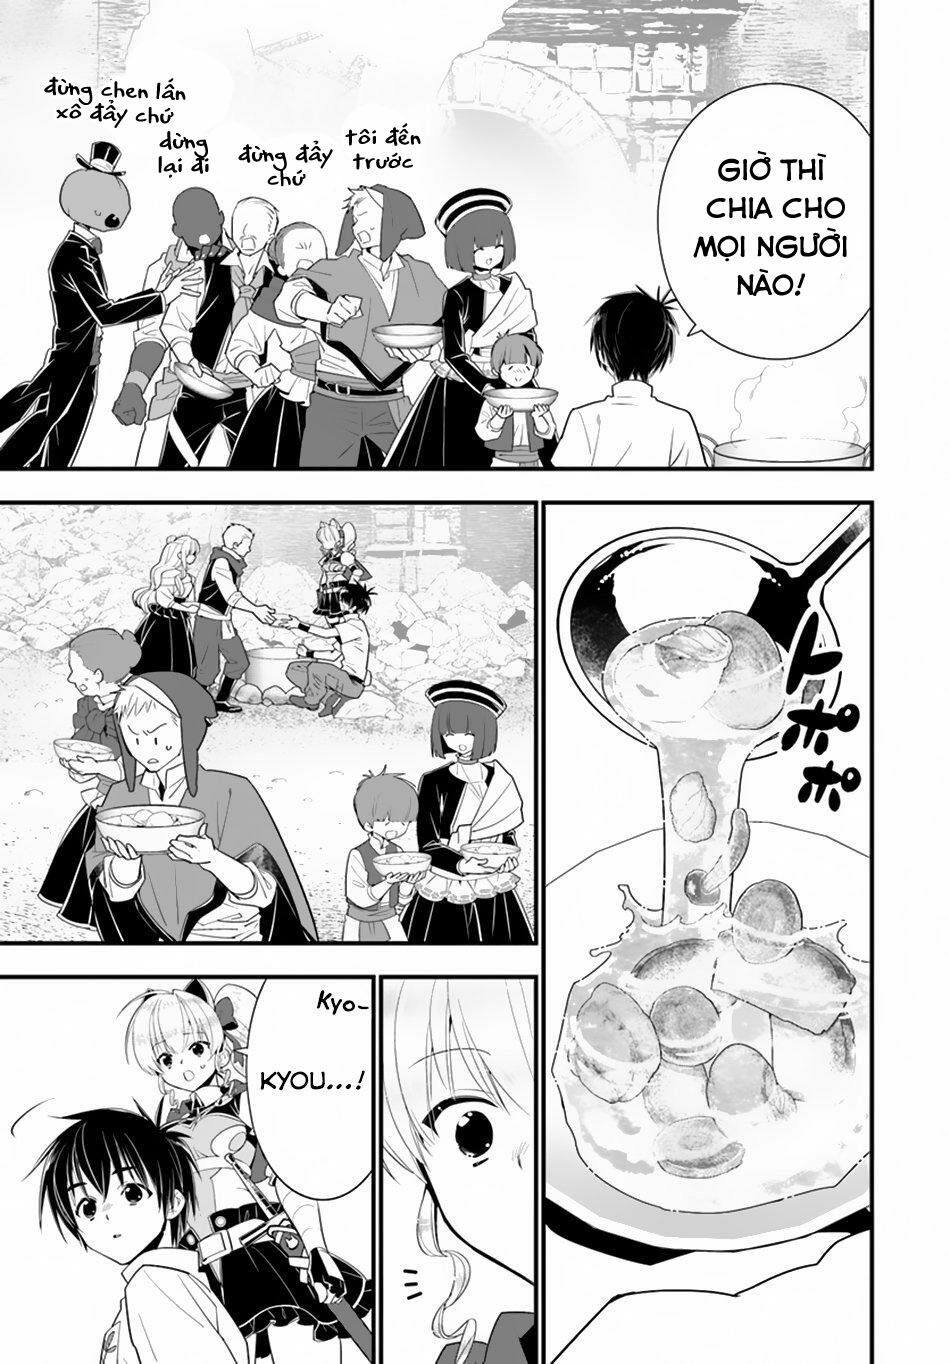 GIỜ THÌ
CHIA CHO
MỌI NGƯỜI
NÀO!
tôi đến
trước
đừng đẩy
chứ
dừng
lại đi
đừng chen lấn
xô đẩy chứ
トポポ
Kyo-
KYOU...!